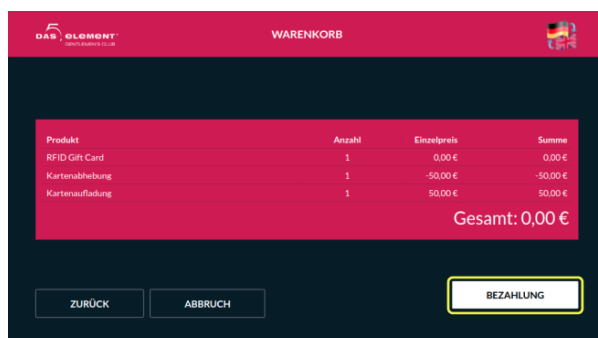 DAS 5 ELEMENT
GENTLEMEN'S CLUB
WARENKORB
Produkt Anzahl Einzelpreis Summe
RFID Gift Card 1 0,00 € 0,00 €
Kartenabhebung 1 -50,00 € -50,00 €
Kartenaufladung 1 50,00 € 50,00 €
Gesamt: 0,00 €
ZURÜCK ABBRUCH BEZAHLUNG